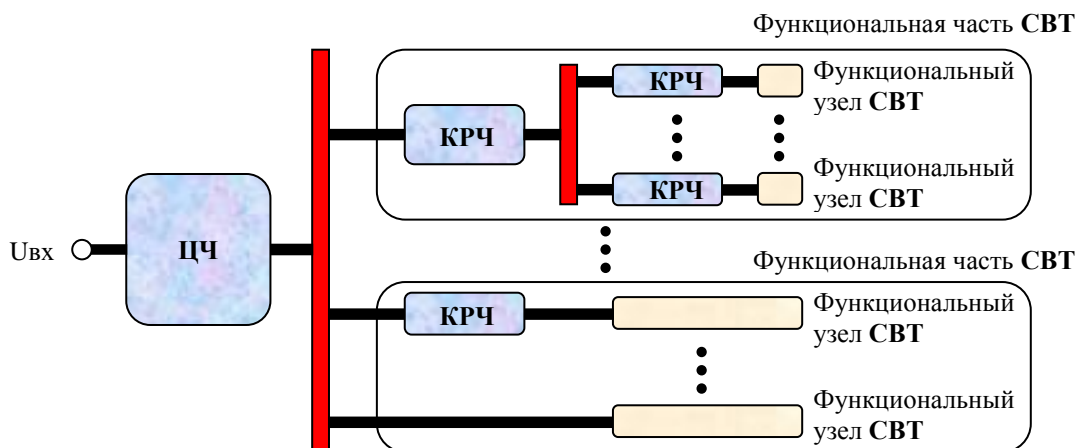 Функциональная часть СВТ
КРЧ
Функциональный
узел СВТ
КРЧ
КРЧ
Функциональный
узел СВТ
Uвх
ЦЧ
Функциональная часть СВТ
КРЧ
Функциональный
узел СВТ
Функциональный
узел СВТ